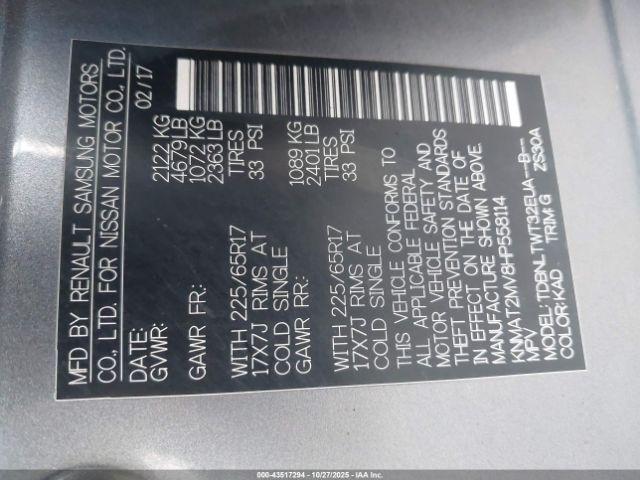 MFD BY RENAULT SAMSUNG MOTORS
CO., LTD. FOR NISSAN MOTOR CO., LTD.
DATE: 02/17
GVWR: 2122 KG
4679 LB
GAWR FR: 1072 KG
2363 LB
WITH 225/65R17 TIRES
17X7J RIMS AT 33 PSI
COLD SINGLE
GAWR RR: 1089 KG
2401 LB
WITH 225/65R17 TIRES
17X7J RIMS AT 33 PSI
COLD SINGLE
THIS VEHICLE CONFORMS TO
ALL APPLICABLE FEDERAL
MOTOR VEHICLE SAFETY AND
THEFT PREVENTION STANDARDS
IN EFFECT ON THE DATE OF
MANUFACTURE SHOWN ABOVE.
KNMAT2MV8HP558114
MPV
MODEL: TDBNLTWT32EUA---B---
COLOR: KAD TRIM: G ZS30A
000-43517294 | 10/27/2025 - IAAI.com